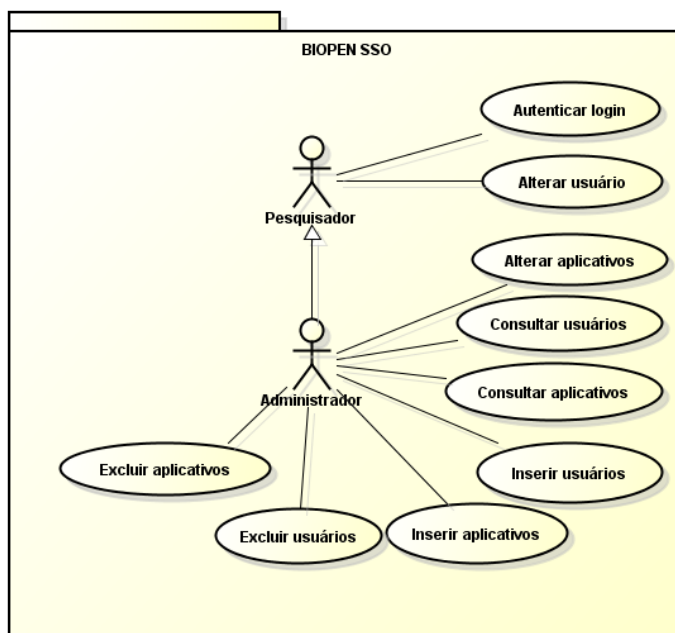 BIOPEN SSO
Autenticar login
Alterar usuário
Pesquisador
Alterar aplicativos
Consultar usuários
Consultar aplicativos
Administrador
Excluir aplicativos
Inserir usuários
Excluir usuários
Inserir aplicativos